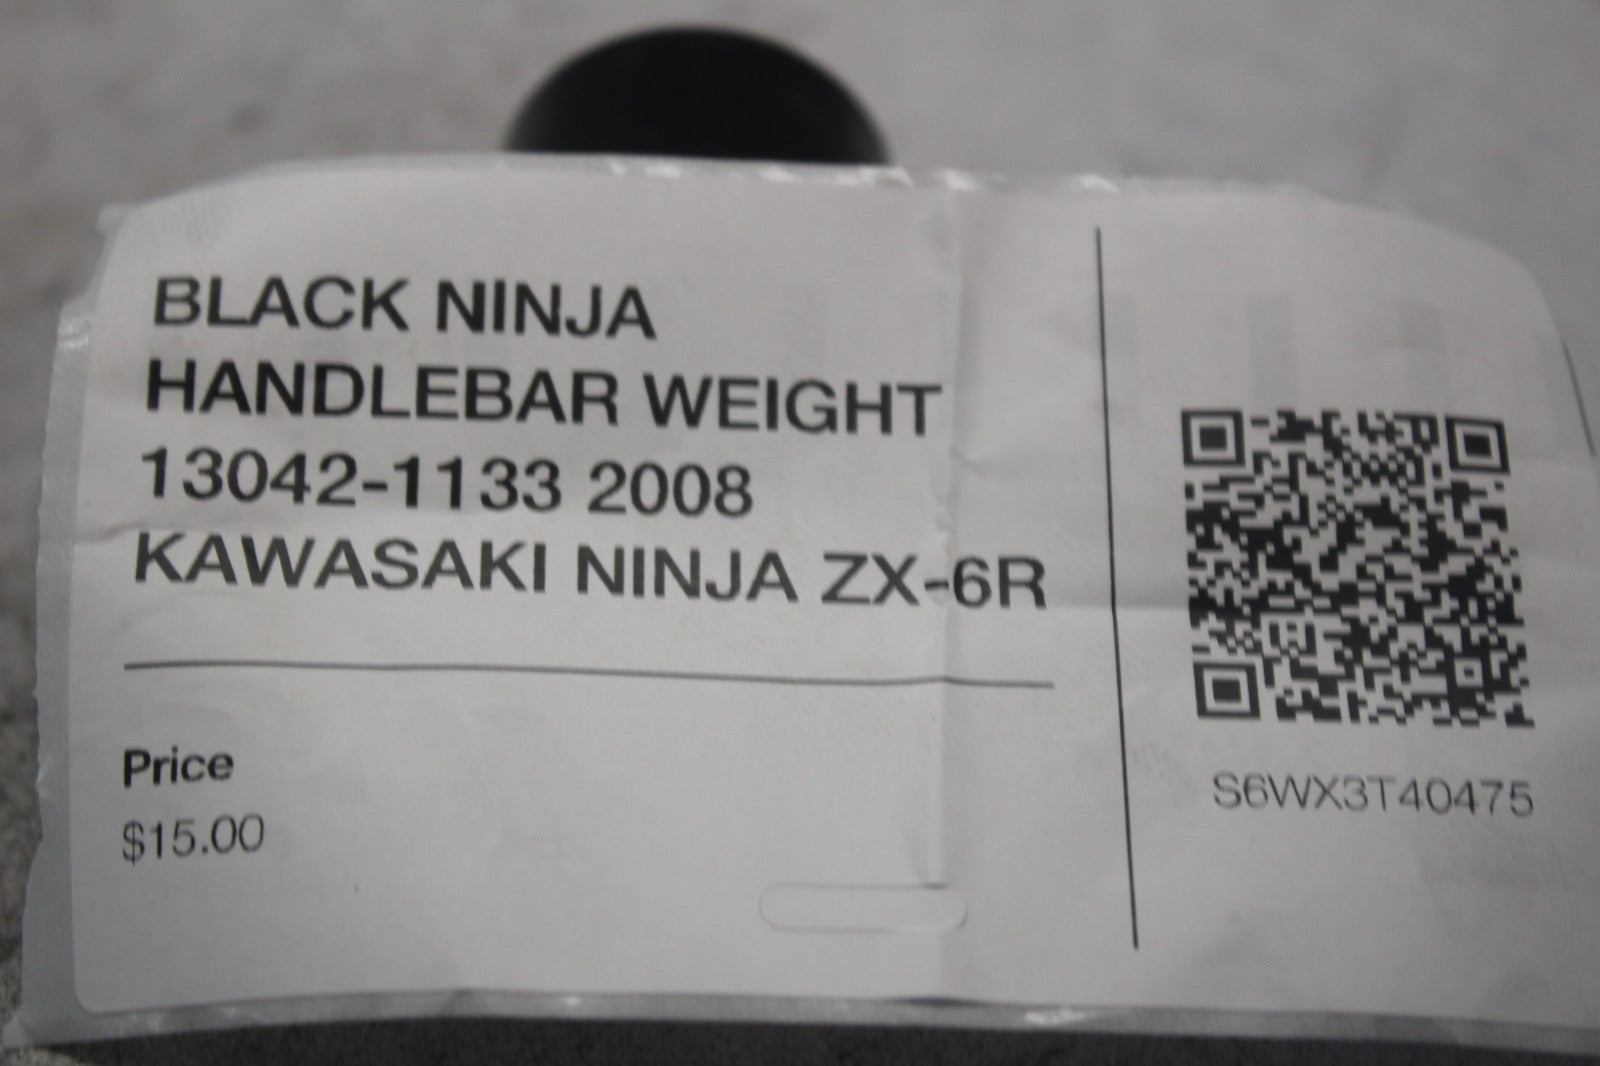 BLACK NINJA
HANDLEBAR WEIGHT
13042-1133 2008
KAWASAKI NINJA ZX-6R
Price
$15.00
S6WX3T40475